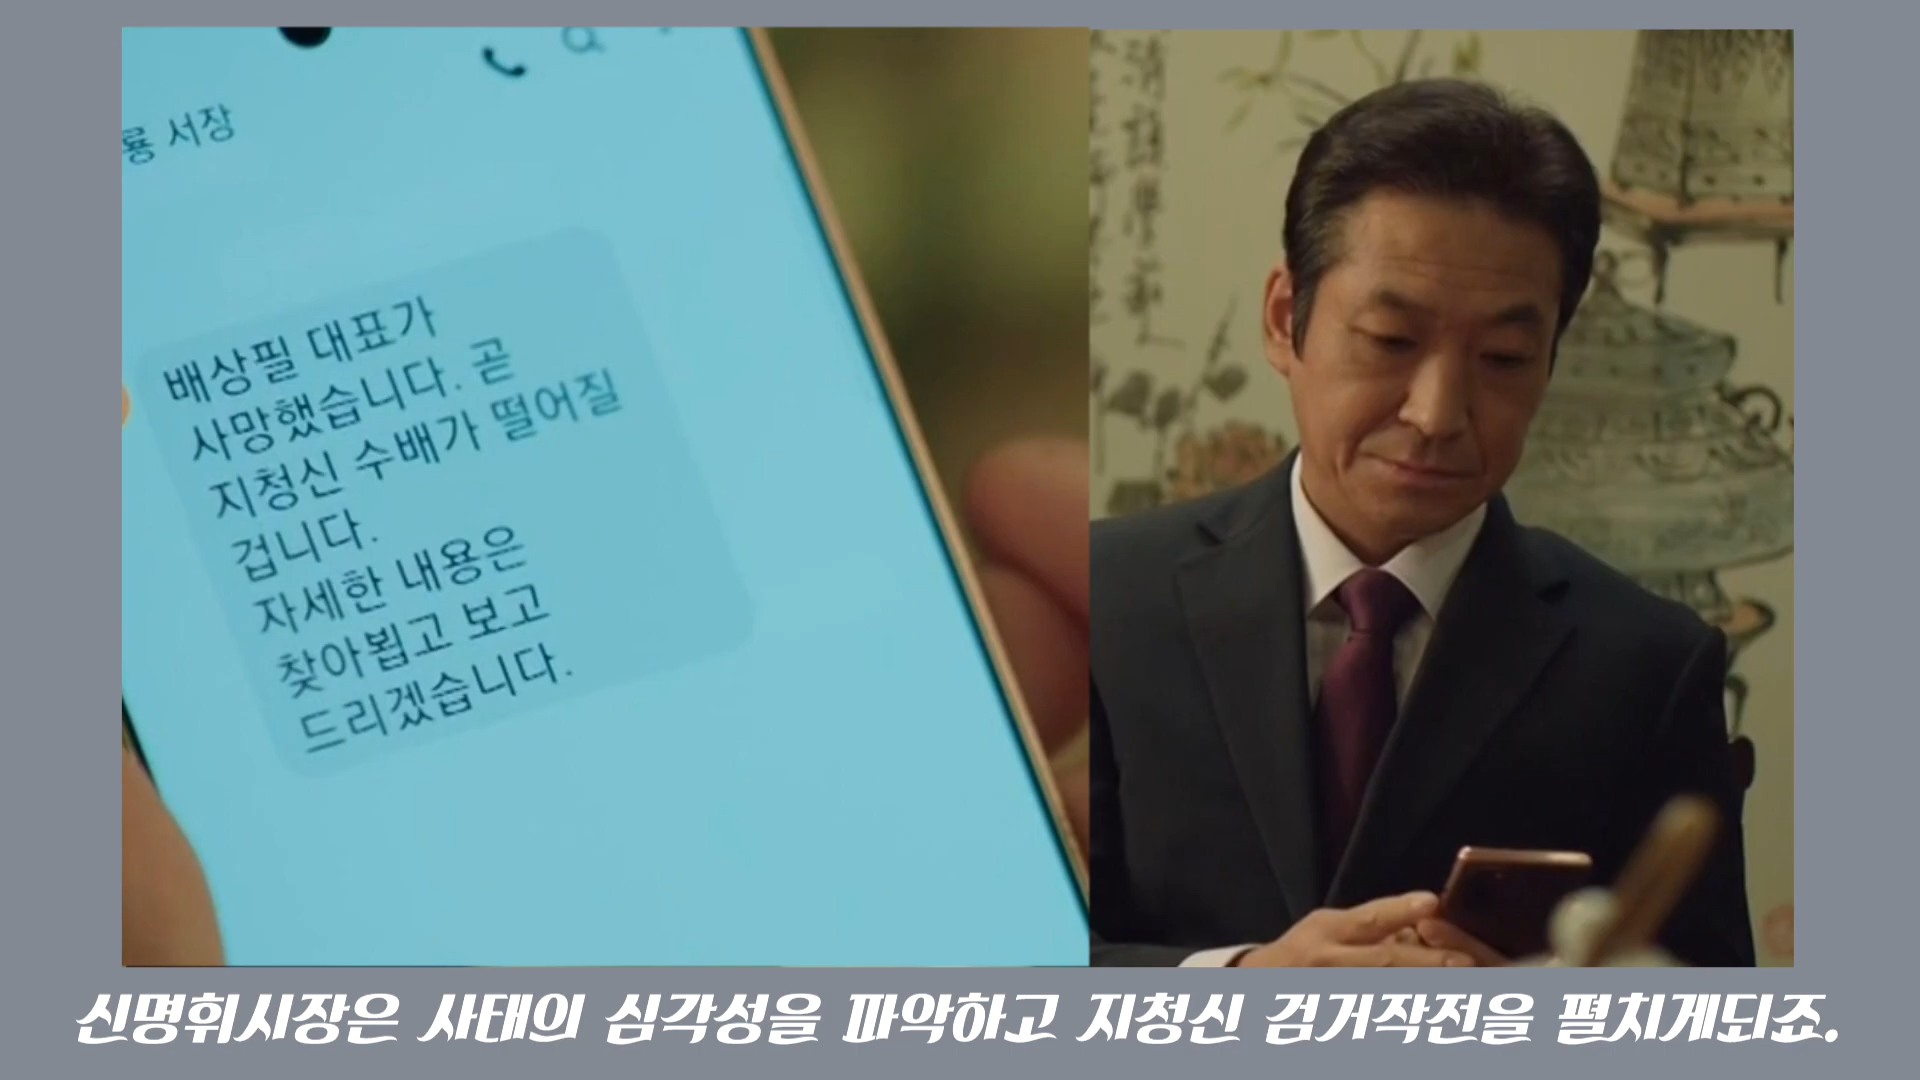 룡 서장
배상필 대표가
사망했습니다. 곧
지청신 수배가 떨어질
겁니다.
자세한 내용은
찾아뵙고 보고
드리겠습니다.
신명휘시장은 사태의 심각성을 파악하고 지청신 검거작전을 펼치게되죠.